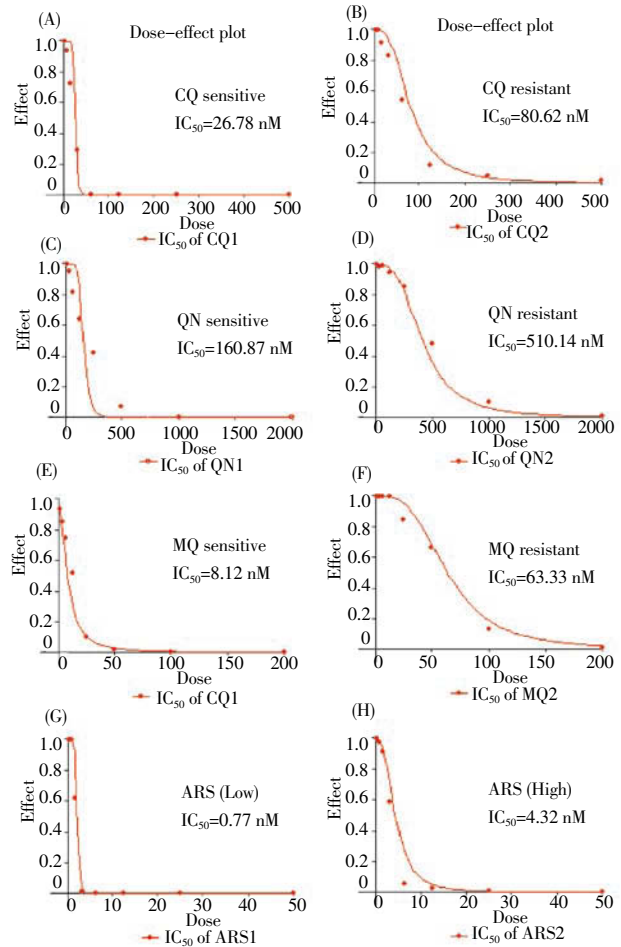 (A)
Dose–effect plot
Effect
1.0
0.8
0.6
0.4
0.2
0
CQ sensitive
IC50=26.78 nM
0 100 200 300 400 500
Dose
IC50 of CQ1
(B)
Dose–effect plot
Effect
1.0
0.8
0.6
0.4
0.2
0
CQ resistant
IC50=80.62 nM
0 100 200 300 400 500
Dose
IC50 of CQ2
(C)
Effect
1.0
0.8
0.6
0.4
0.2
0
QN sensitive
IC50=160.87 nM
0 500 1000 1500 2000
Dose
IC50 of QN1
(D)
Effect
1.0
0.8
0.6
0.4
0.2
0
QN resistant
IC50=510.14 nM
0 500 1000 1500 2000
Dose
IC50 of QN2
(E)
Effect
1.0
0.8
0.6
0.4
0.2
0
MQ sensitive
IC50=8.12 nM
0 50 100 150 200
Dose
IC50 of CQ1
(F)
Effect
1.0
0.8
0.6
0.4
0.2
0
MQ resistant
IC50=63.33 nM
0 50 100 150 200
Dose
IC50 of MQ2
(G)
Effect
1.0
0.8
0.6
0.4
0.2
0
ARS (Low)
IC50=0.77 nM
0 10 20 30 40 50
Dose
IC50 of ARS1
(H)
Effect
1.0
0.8
0.6
0.4
0.2
0
ARS (High)
IC50=4.32 nM
0 10 20 30 40 50
Dose
IC50 of ARS2